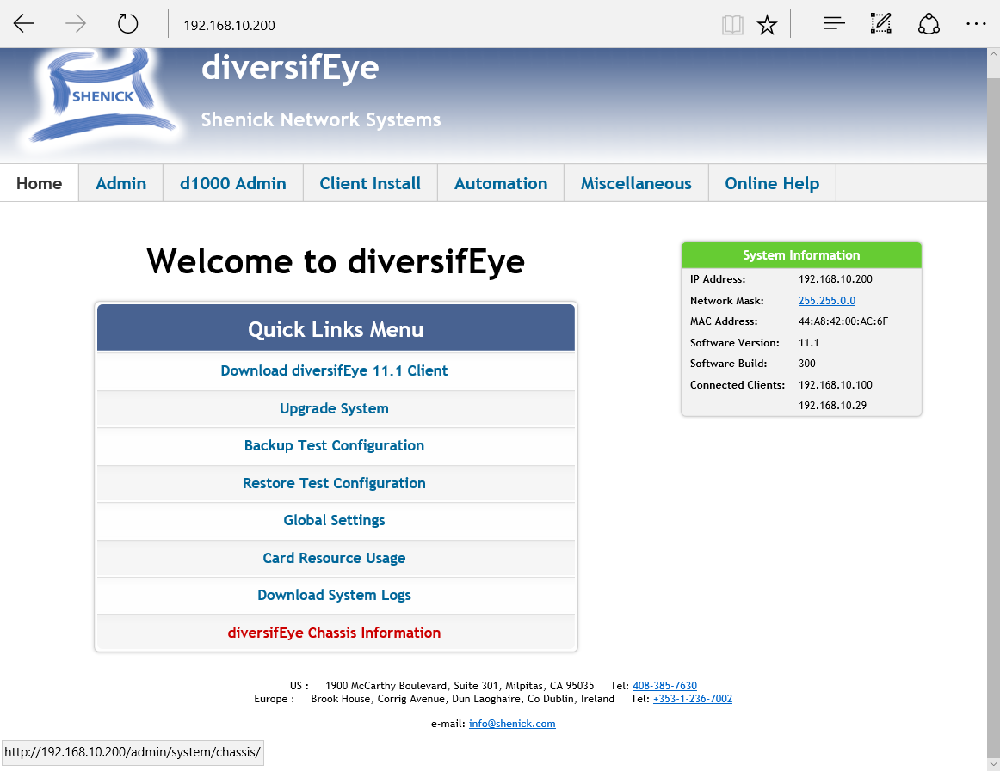 192.168.10.200
SHENICK
diversifEye
Shenick Network Systems
Home Admin d1000 Admin Client Install Automation Miscellaneous Online Help
Welcome to diversifEye
Quick Links Menu
Download diversifEye 11.1 Client
Upgrade System
Backup Test Configuration
Restore Test Configuration
Global Settings
Card Resource Usage
Download System Logs
diversifEye Chassis Information
System Information
IP Address: 192.168.10.200
Network Mask: 255.255.0.0
MAC Address: 44:A8:42:00:AC:6F
Software Version: 11.1
Software Build: 300
Connected Clients: 192.168.10.100
192.168.10.29
US : 1900 McCarthy Boulevard, Suite 301, Milpitas, CA 95035 Tel: 408-385-7630
Europe : Brook House, Corrig Avenue, Dun Laoghaire, Co Dublin, Ireland Tel: +353-1-236-7002
e-mail: info@shenick.com
http://192.168.10.200/admin/system/chassis/